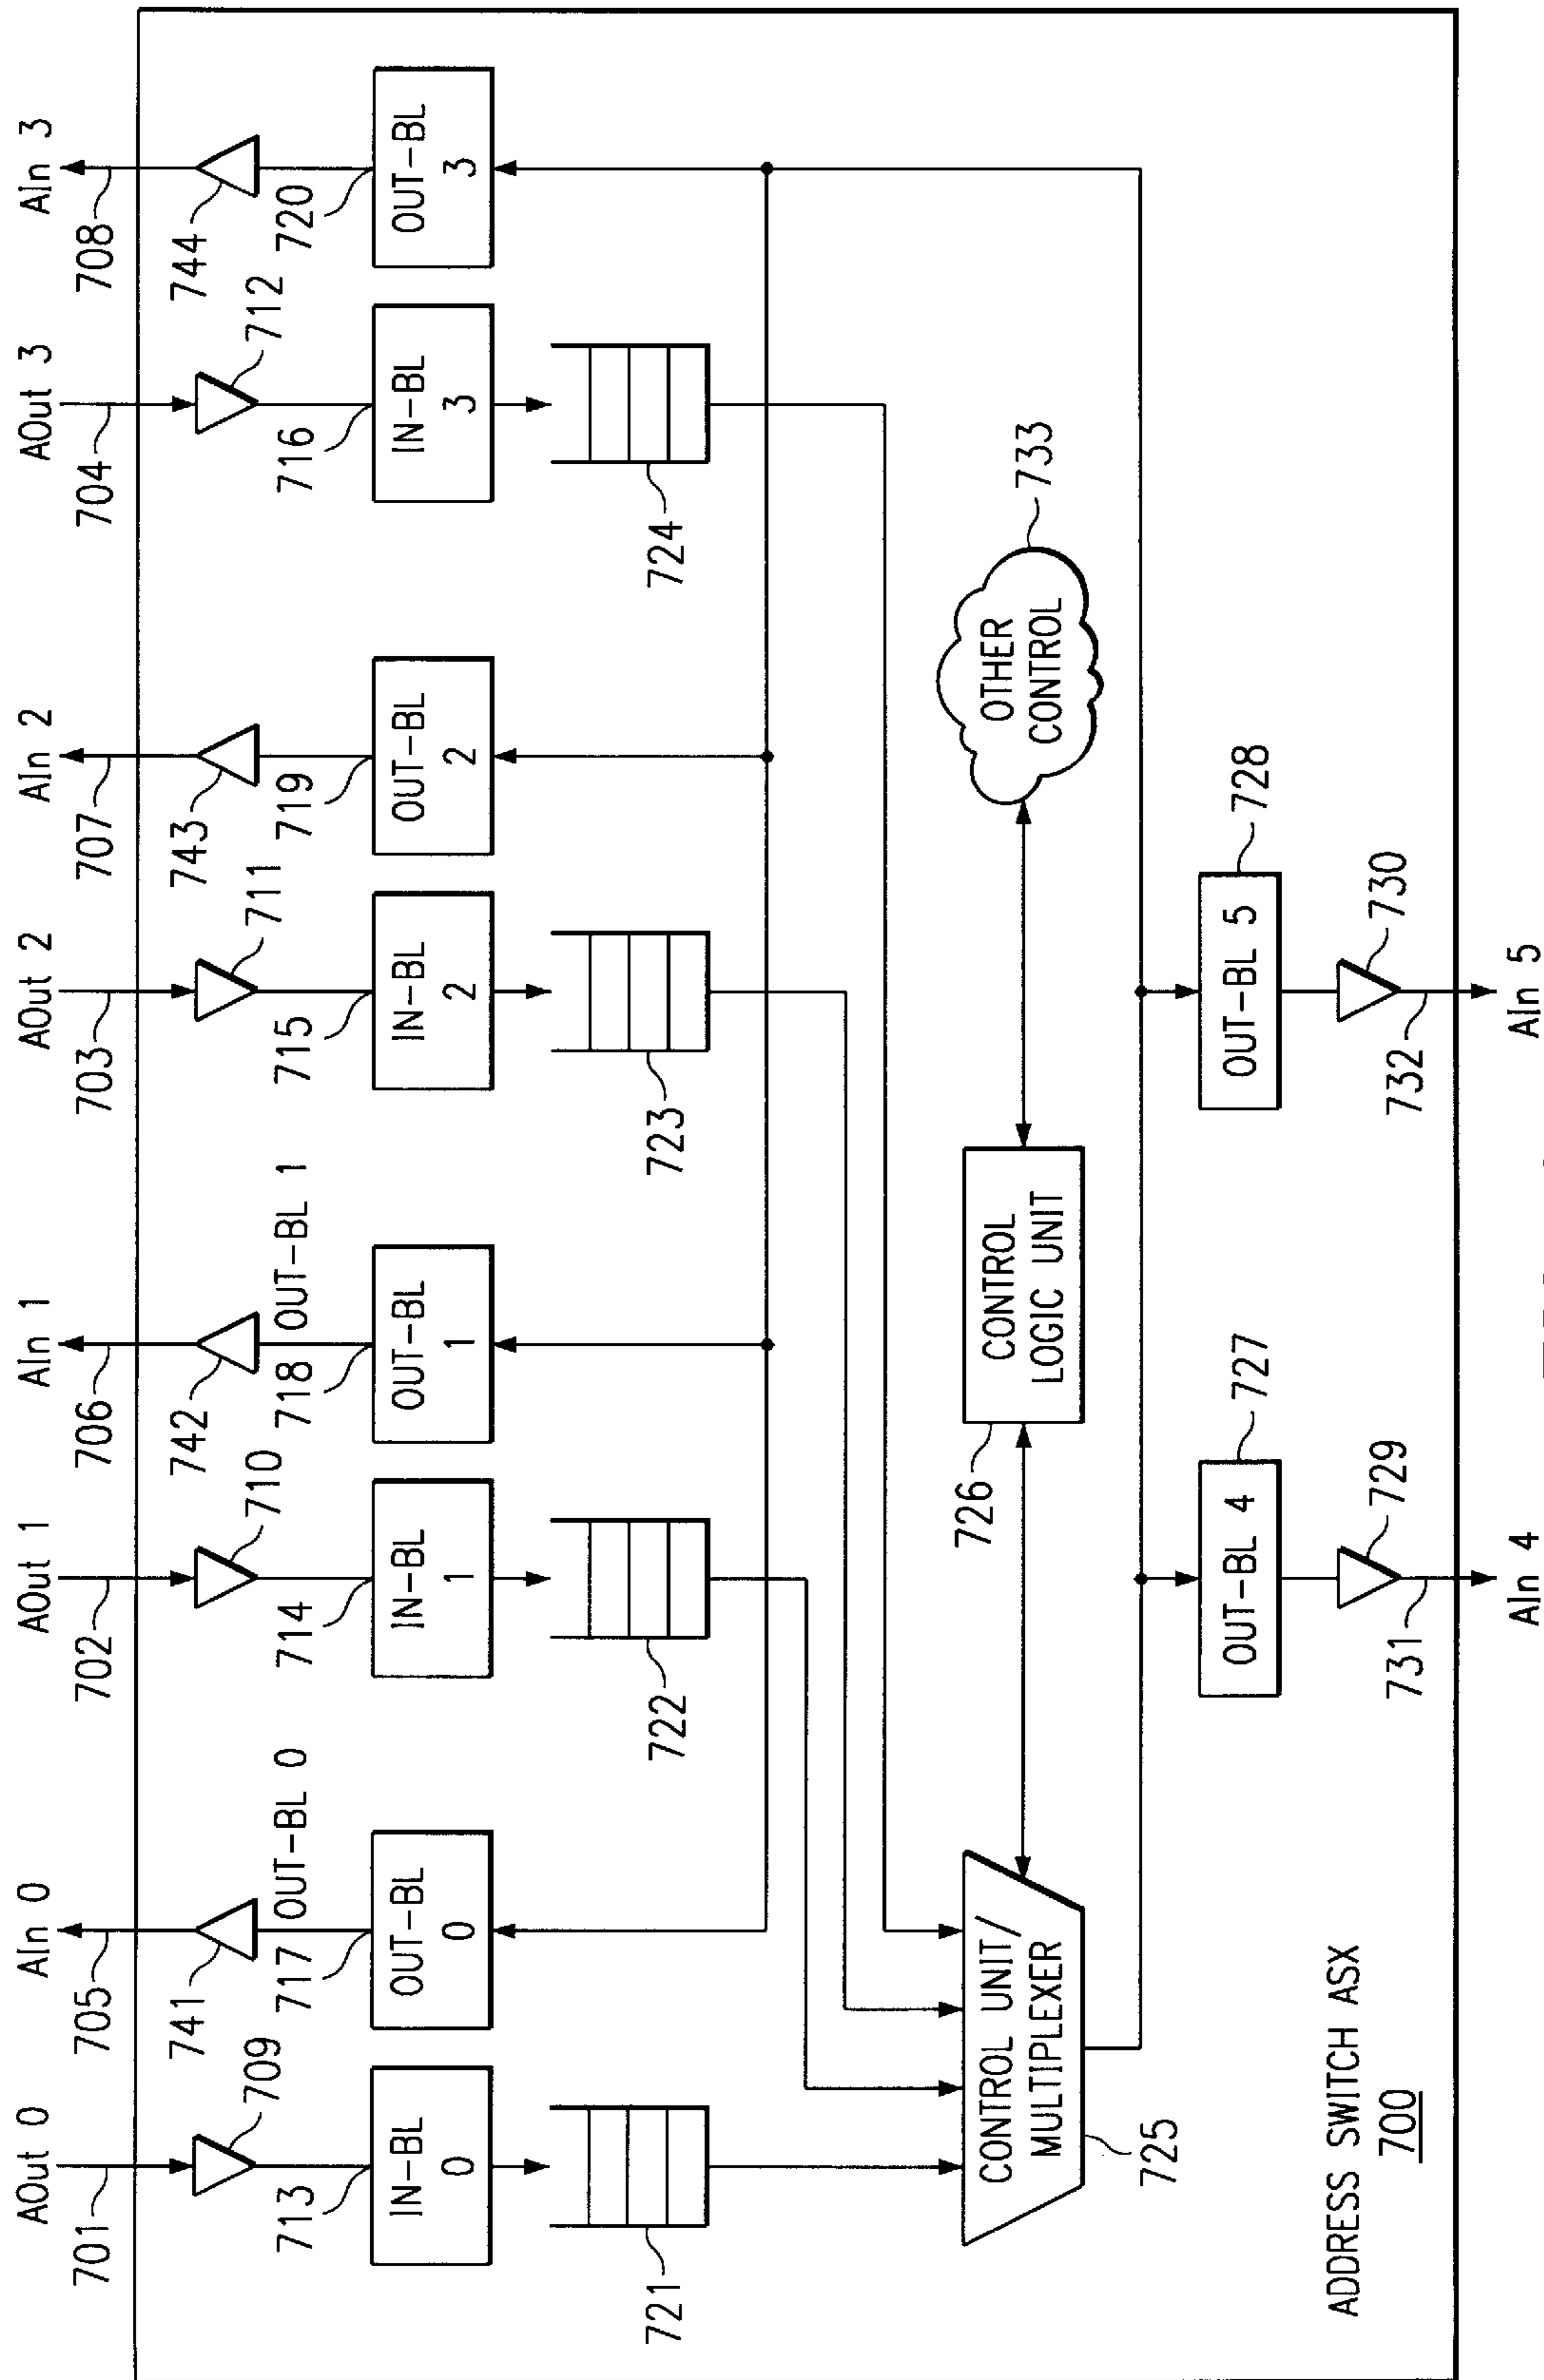 AOut 0
AIn 0
AOut 1
AIn 1
AOut 2
AIn 2
AOut 3
AIn 3
701
705
702
706
703
707
704
708
709
741
710
742
711
743
712
744
713
717
OUT-BL 0
714
718
OUT-BL 1
715
719
716
720
IN-BL
0
OUT-BL
0
IN-BL
1
OUT-BL
1
IN-BL
2
OUT-BL
2
IN-BL
3
OUT-BL
3
721
722
723
724
CONTROL UNIT/
MULTIPLEXER
725
726
CONTROL
LOGIC UNIT
OTHER
CONTROL
733
OUT-BL 4
727
OUT-BL 5
728
729
730
731
732
ADDRESS SWITCH ASX
700
AIn 4
AIn 5